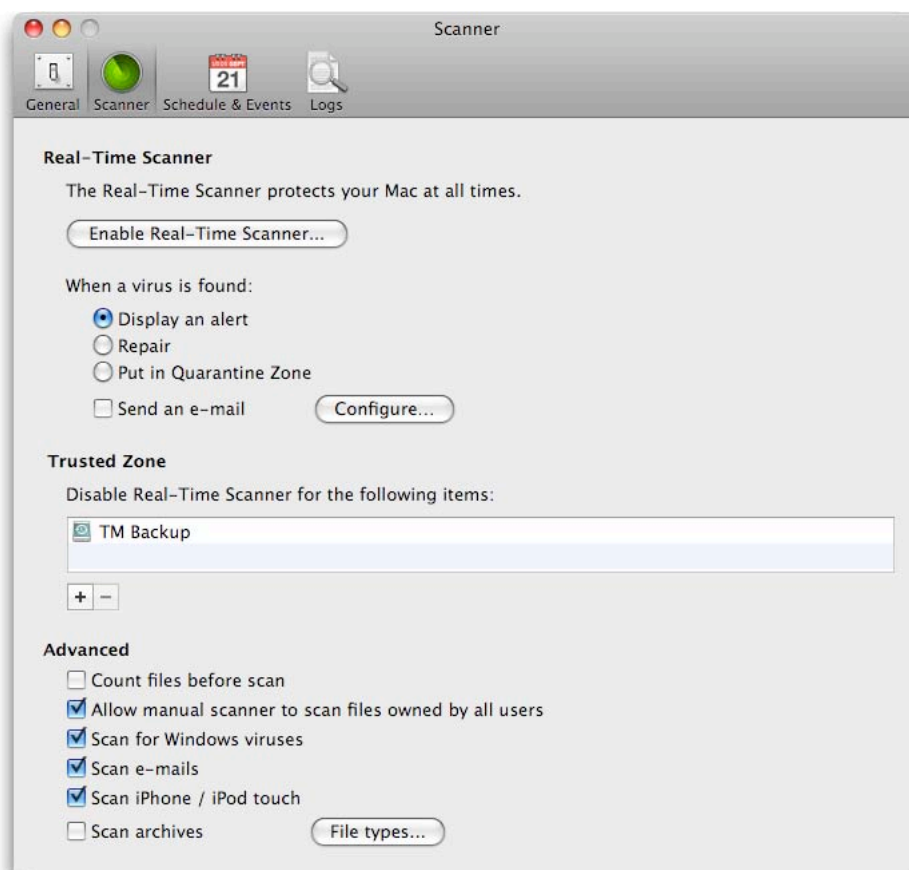 Scanner
21
General Scanner Schedule & Events Logs
Real-Time Scanner
The Real-Time Scanner protects your Mac at all times.
Enable Real-Time Scanner...
When a virus is found:
Display an alert
Repair
Put in Quarantine Zone
Send an e-mail Configure...
Trusted Zone
Disable Real-Time Scanner for the following items:
TM Backup
+ −
Advanced
Count files before scan
Allow manual scanner to scan files owned by all users
Scan for Windows viruses
Scan e-mails
Scan iPhone / iPod touch
Scan archives File types...